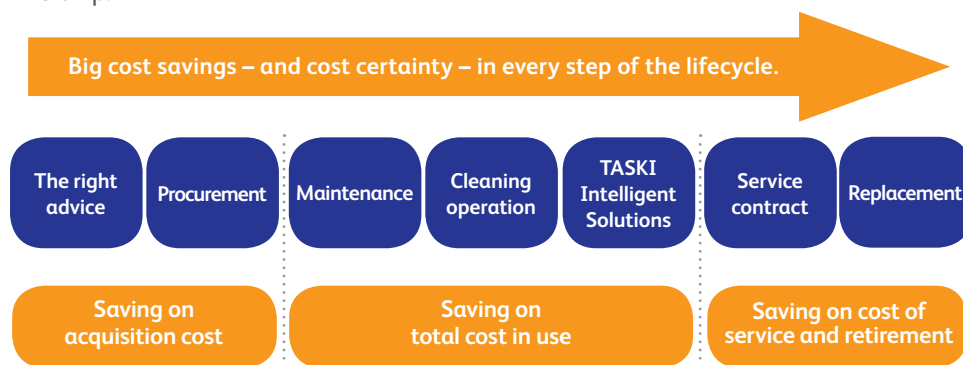 Big cost savings – and cost certainty – in every step of the lifecycle.
The right
advice
Procurement
Maintenance
Cleaning
operation
TASKI
Intelligent
Solutions
Service
contract
Replacement
Saving on
acquisition cost
Saving on
total cost in use
Saving on cost of
service and retirement